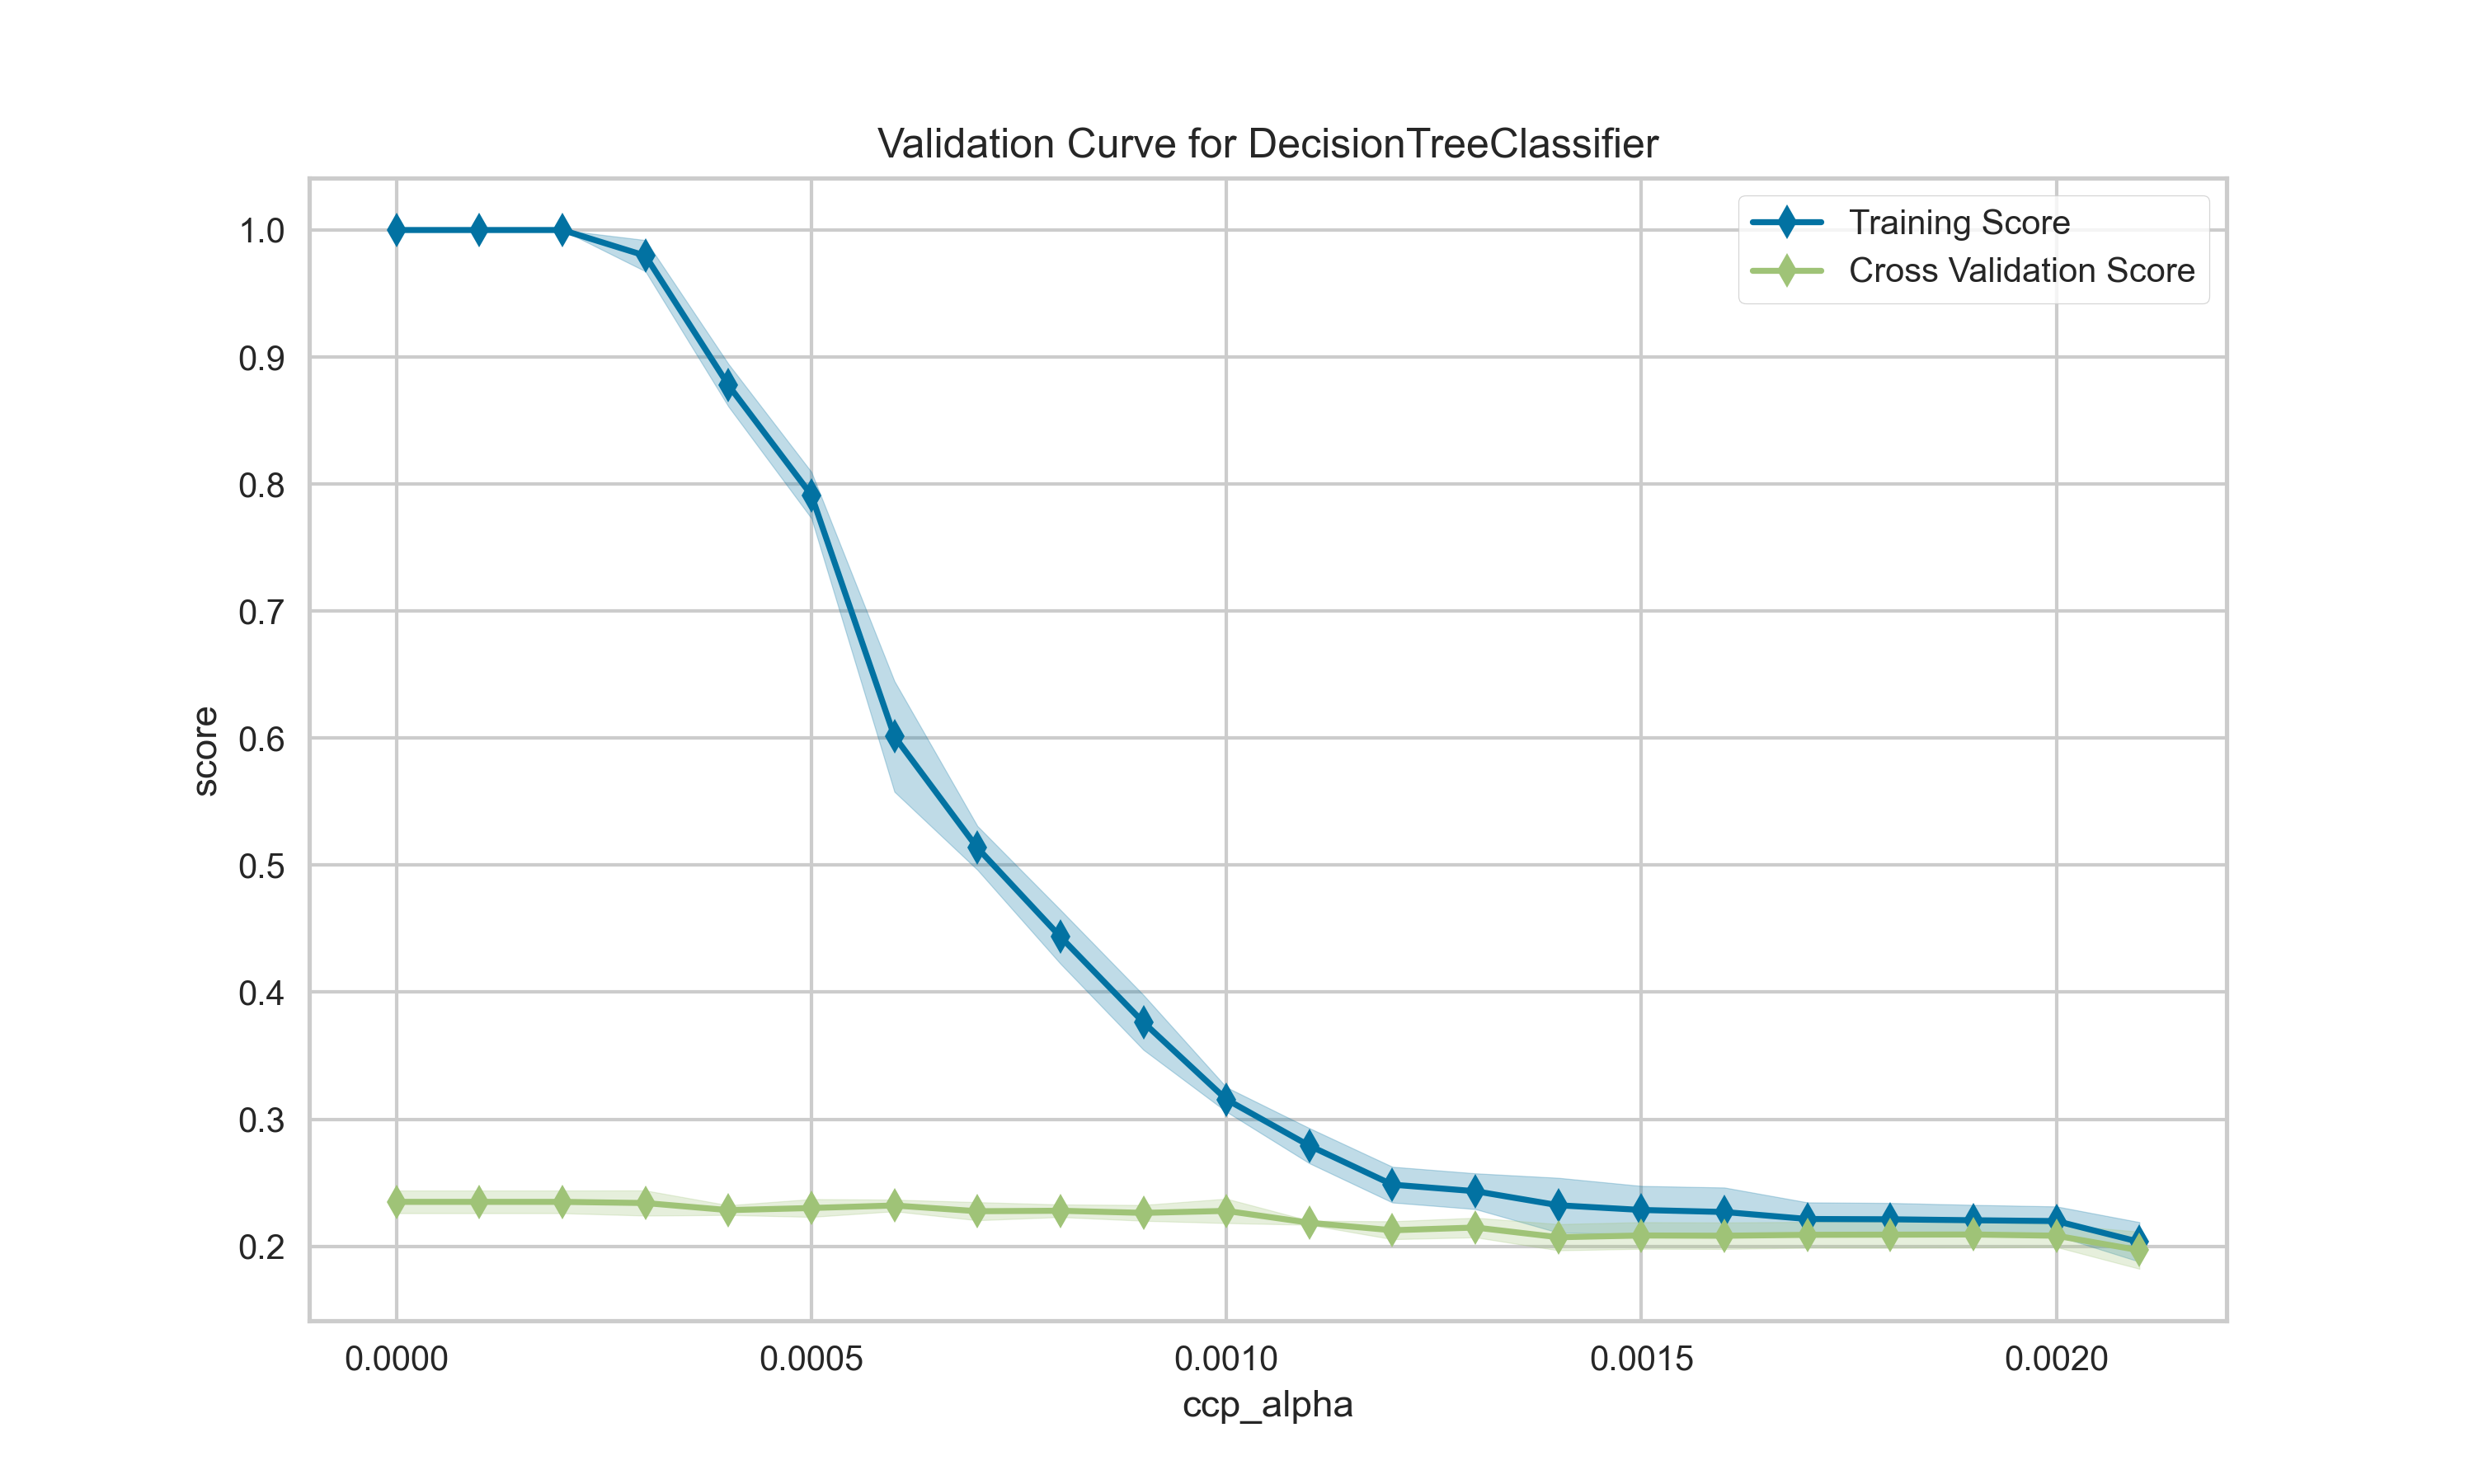 Validation Curve for DecisionTreeClassifier
Training Score
Cross Validation Score
1.0
0.9
0.8
0.7
0.6
0.5
0.4
0.3
0.2
score
0.0000 0.0005 0.0010 0.0015 0.0020
ccp_alpha